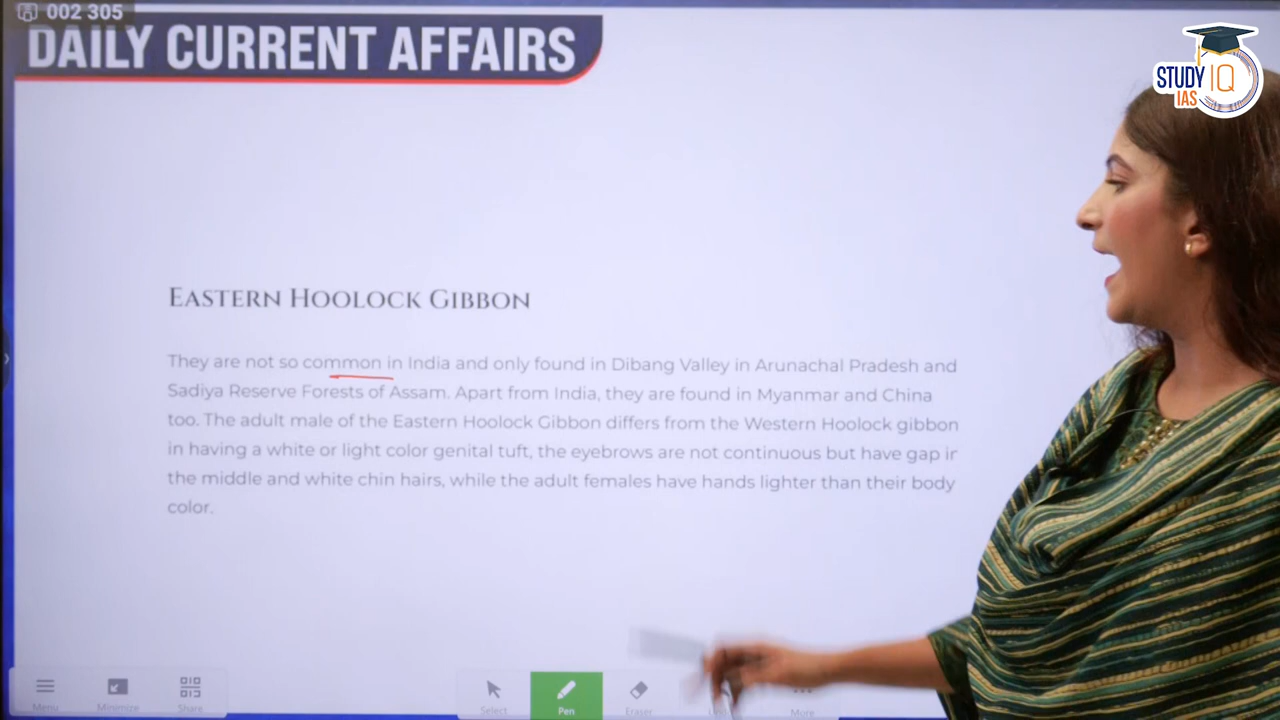 002 305
DAILY CURRENT AFFAIRS
STUDY IQ
IAS
EASTERN HOOLOCK GIBBON
They are not so common in India and only found in Dibang Valley in Arunachal Pradesh and
Sadiya Reserve Forests of Assam. Apart from India, they are found in Myanmar and China
too. The adult male of the Eastern Hoolock Gibbon differs from the Western Hoolock gibbon
in having a white or light color genital tuft, the eyebrows are not continuous but have gap in
the middle and white chin hairs, while the adult females have hands lighter than their body
color.
Menu Minimize Share Select Pen Eraser More